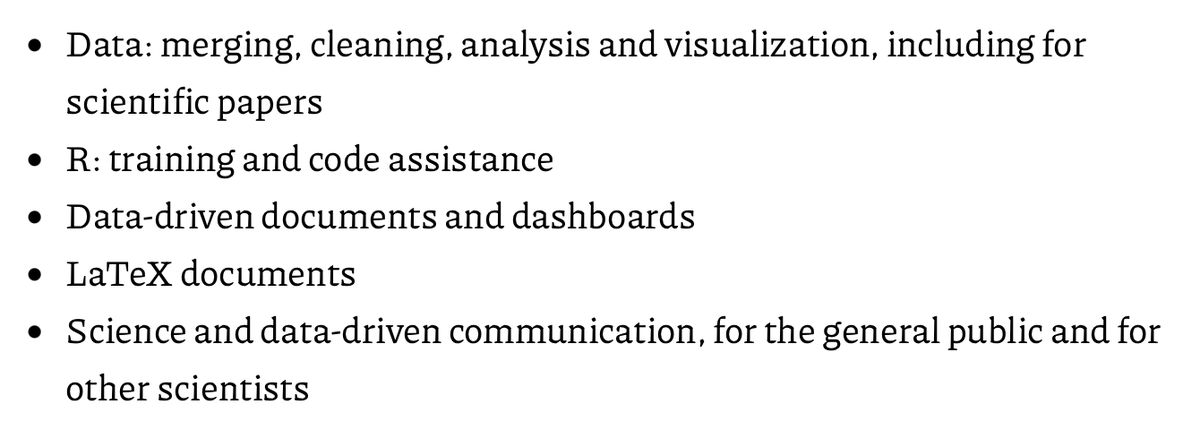 • Data: merging, cleaning, analysis and visualization, including for
scientific papers
• R: training and code assistance
• Data-driven documents and dashboards
• LaTeX documents
• Science and data-driven communication, for the general public and for
other scientists